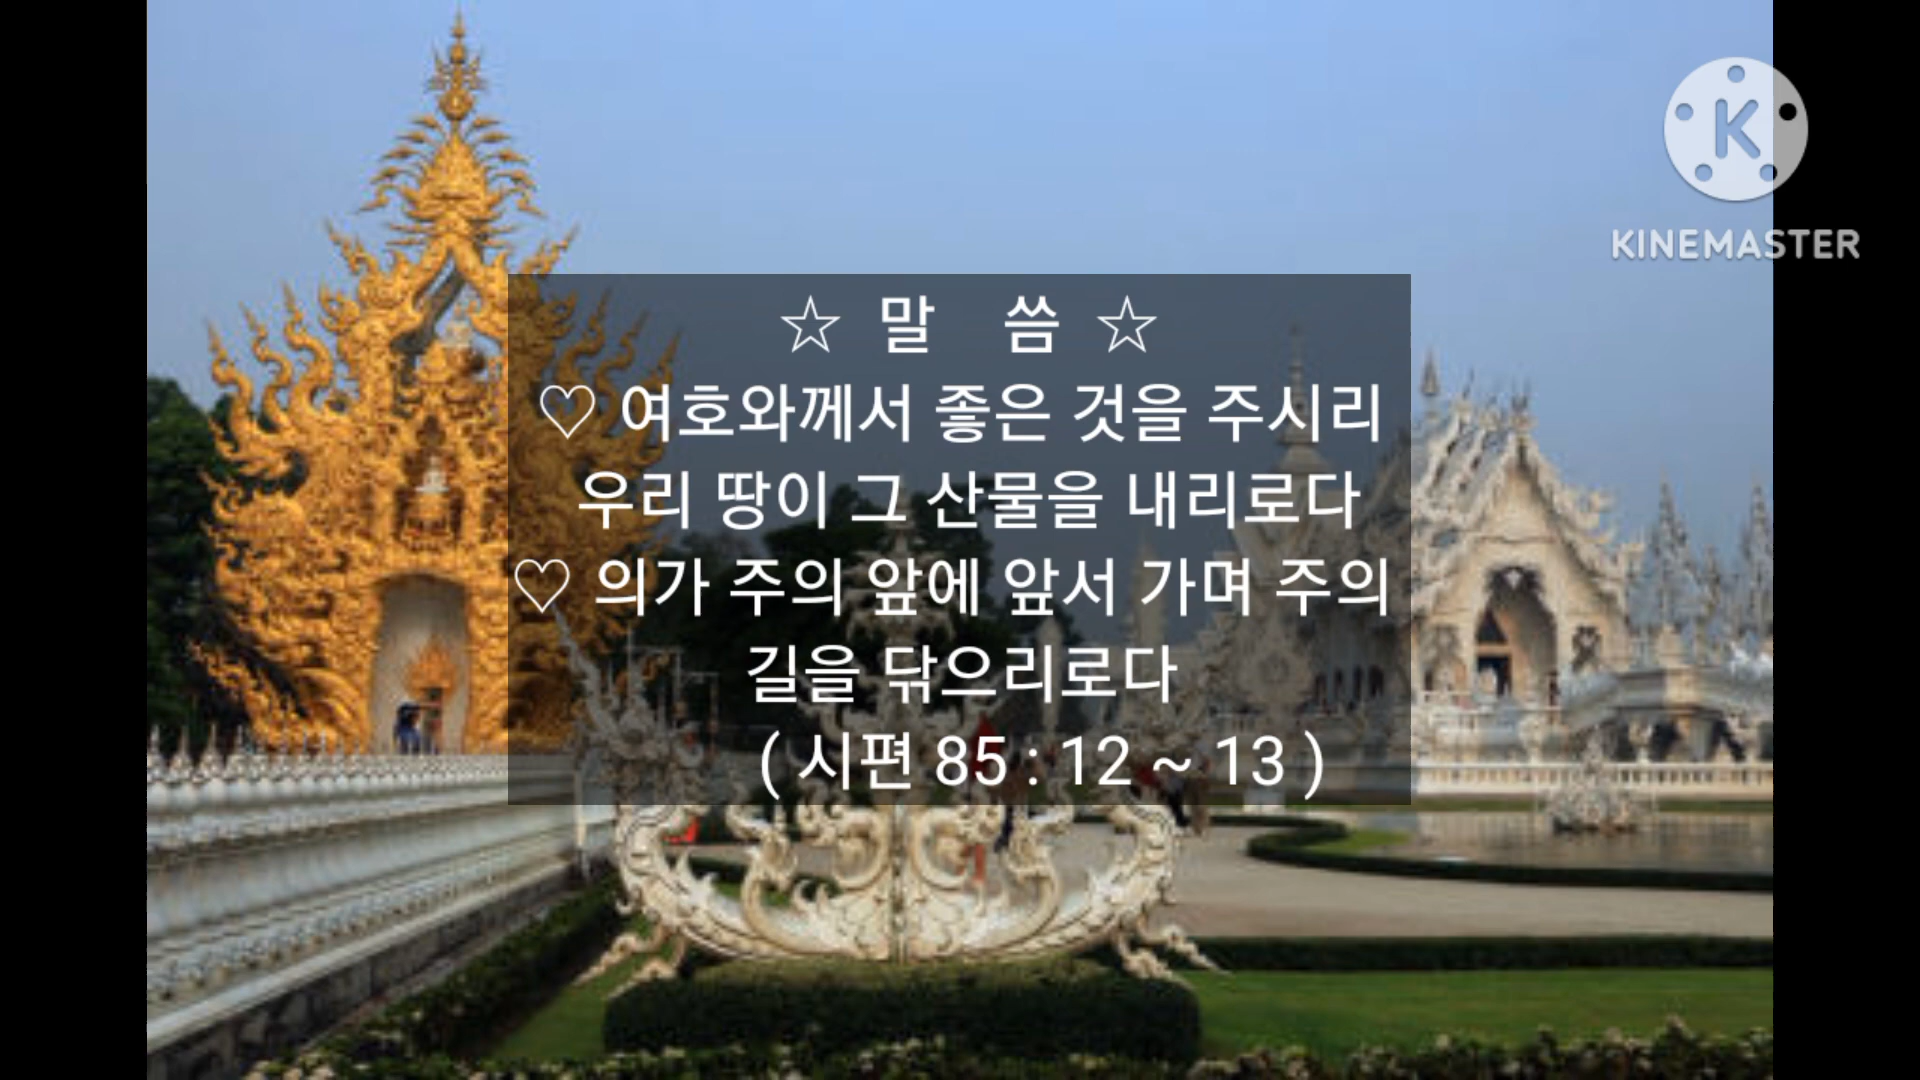 KINEMASTER
☆ 말 씀 ☆
♡ 여호와께서 좋은 것을 주시리
우리 땅이 그 산물을 내리로다
♡ 의가 주의 앞에 앞서 가며 주의
길을 닦으리로다
( 시편 85 : 12 ~ 13 )